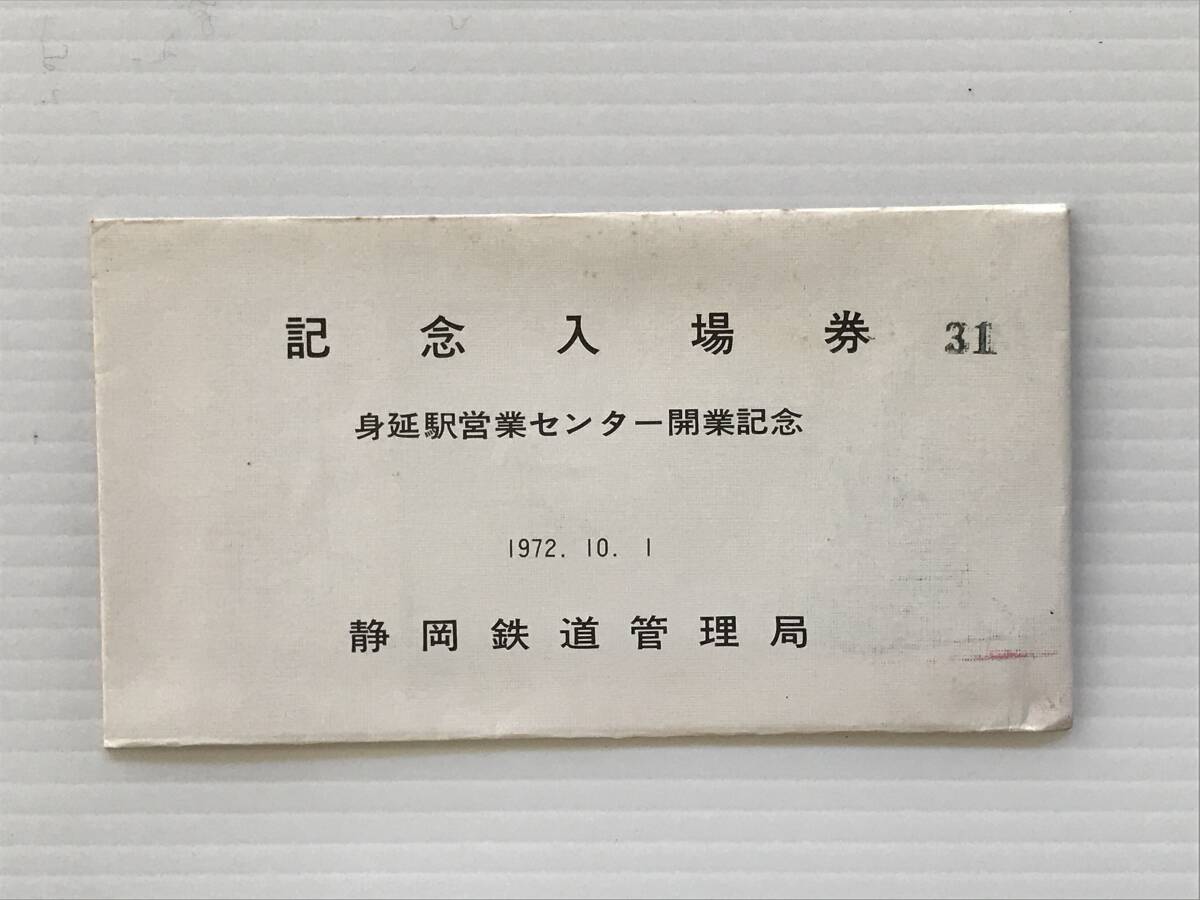 記念入場券 31
身延駅営業センター開業記念
1972. 10. 1
静岡鉄道管理局